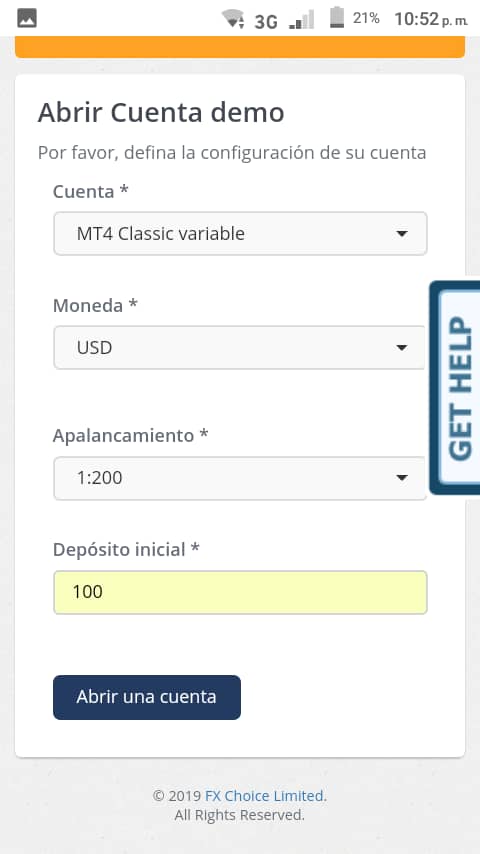 3G 21% 10:52 p. m.
Abrir Cuenta demo
Por favor, defina la configuración de su cuenta
Cuenta *
MT4 Classic variable
Moneda *
USD
GET HELP
Apalancamiento *
1:200
Depósito inicial *
100
Abrir una cuenta
© 2019 FX Choice Limited.
All Rights Reserved.